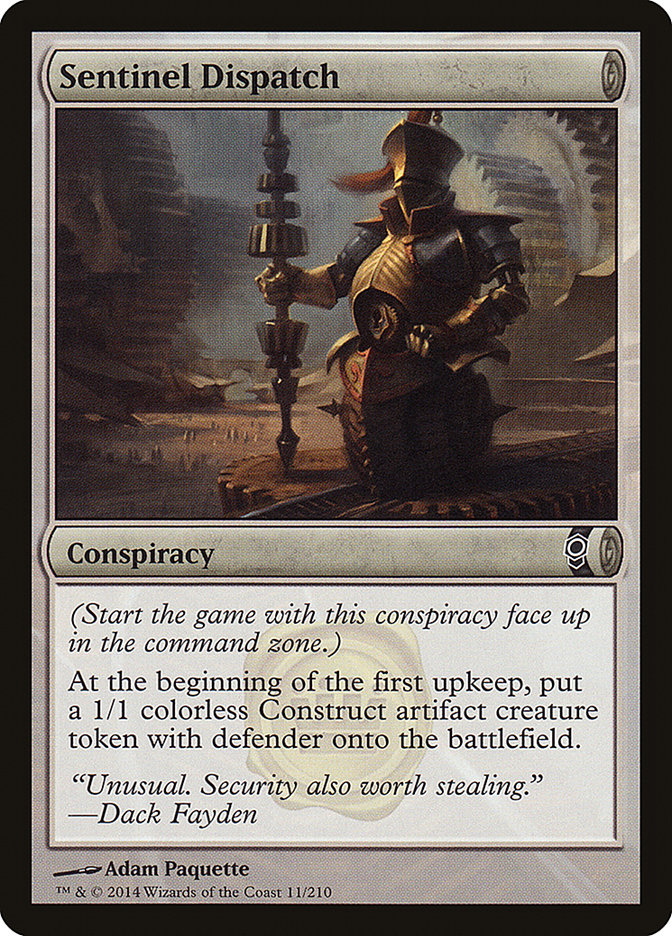 Sentinel Dispatch
Conspiracy
(Start the game with this conspiracy face up
in the command zone.)
At the beginning of the first upkeep, put
a 1/1 colorless Construct artifact creature
token with defender onto the battlefield.
“Unusual. Security also worth stealing.”
—Dack Fayden
Adam Paquette
™ & © 2014 Wizards of the Coast 11/210